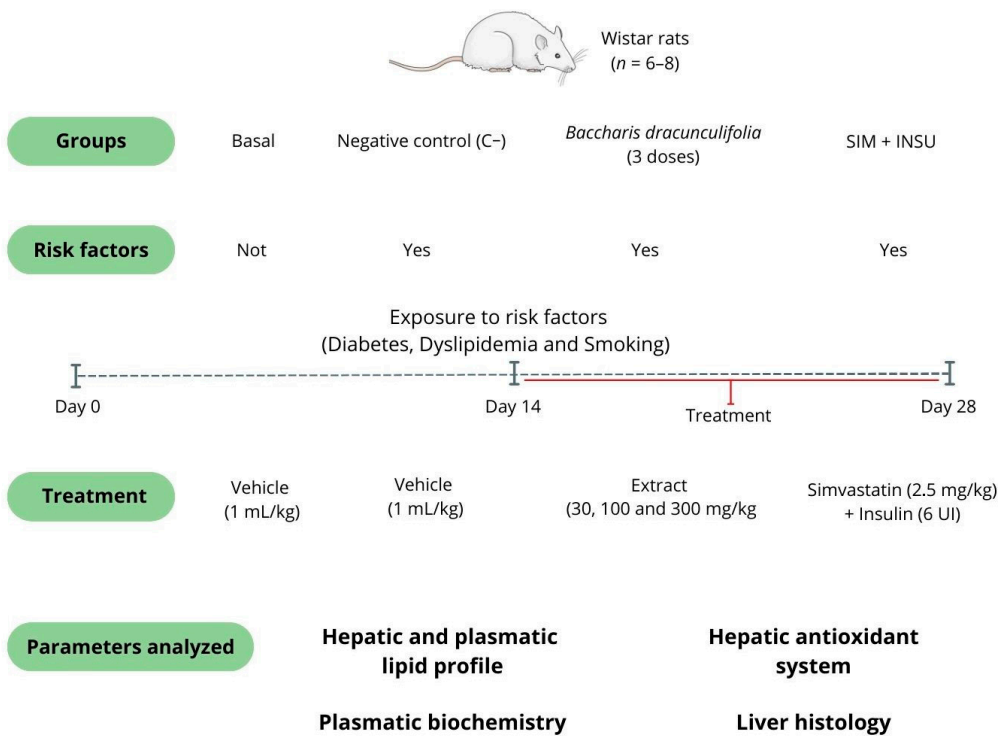 Wistar rats
(n = 6–8)
Groups
Basal
Negative control (C−)
Baccharis dracunculifolia
(3 doses)
SIM + INSU
Risk factors
Not
Yes
Yes
Yes
Exposure to risk factors
(Diabetes, Dyslipidemia and Smoking)
Day 0
Day 14
Treatment
Day 28
Treatment
Vehicle
(1 mL/kg)
Vehicle
(1 mL/kg)
Extract
(30, 100 and 300 mg/kg
Simvastatin (2.5 mg/kg)
+ Insulin (6 UI)
Parameters analyzed
Hepatic and plasmatic
lipid profile
Hepatic antioxidant
system
Plasmatic biochemistry
Liver histology